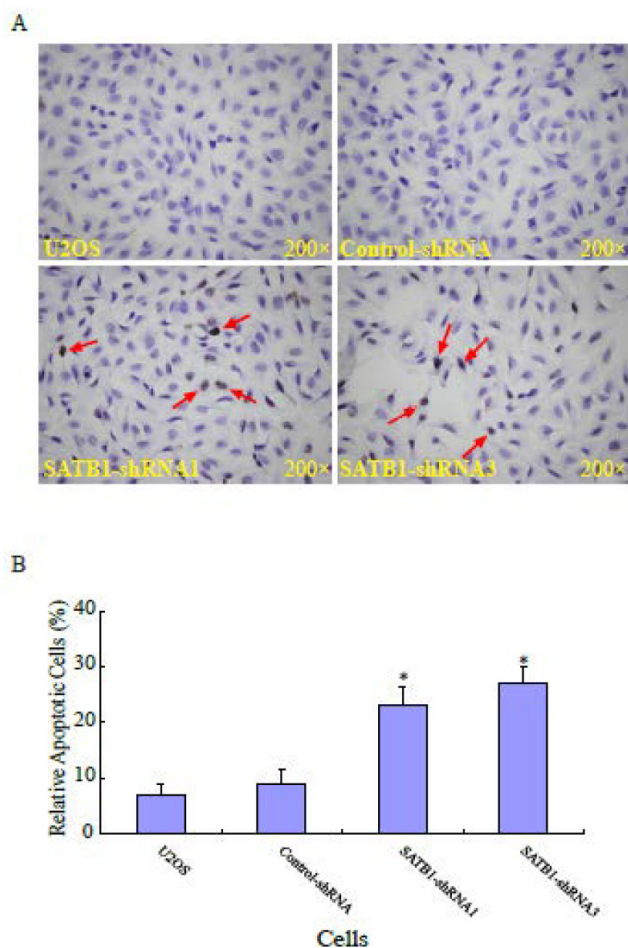 A
U2OS 200×
Control-shRNA 200×
SATB1-shRNA1 200×
SATB1-shRNA3 200×
B
Relative Apoptotic Cells (%)
40
30
20
10
0
*
*
U2OS
Control-shRNA
SATB1-shRNA1
SATB1-shRNA3
Cells